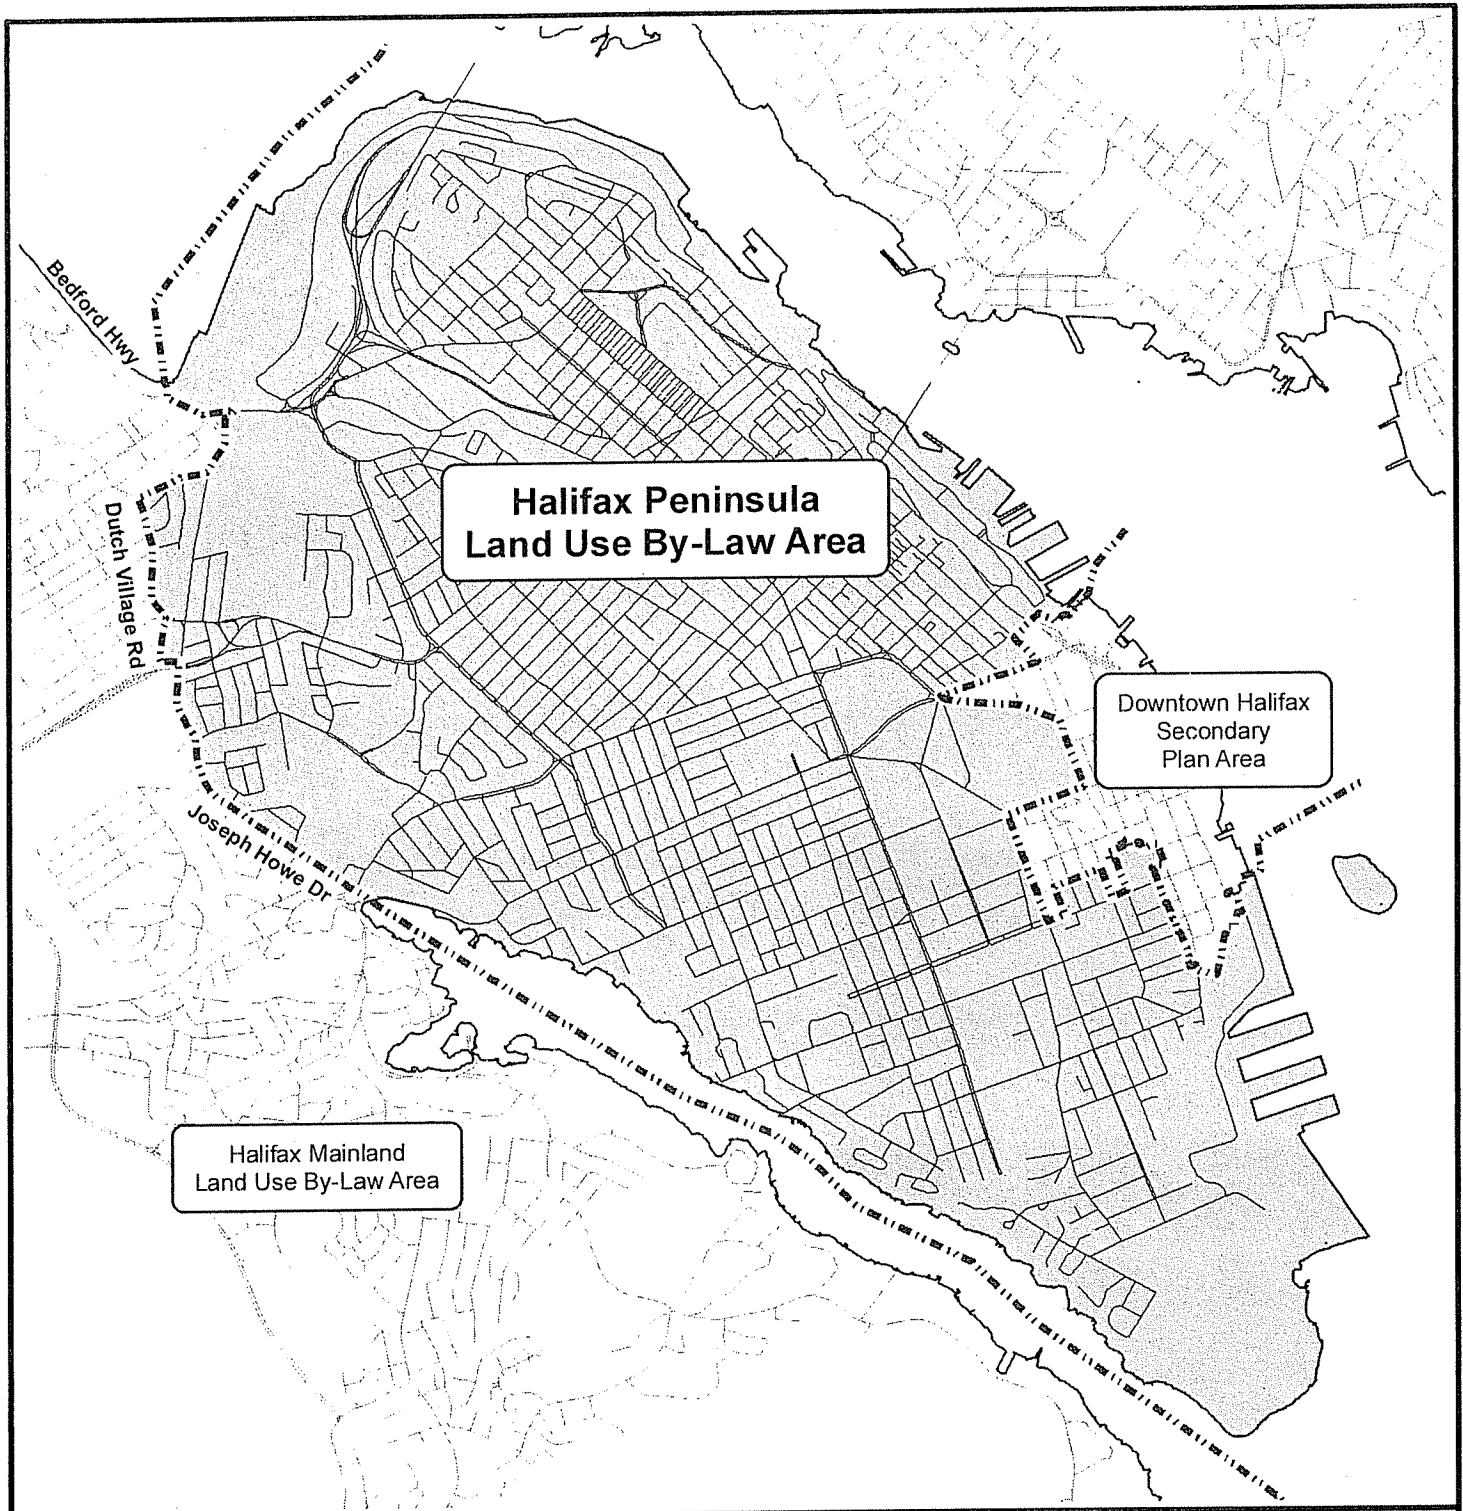 Bedford Hwy
Halifax Peninsula
Land Use By-Law Area
Dutch Village Rd
Downtown Halifax
Secondary
Plan Area
Joseph Howe Dr
Halifax Mainland
Land Use By-Law Area